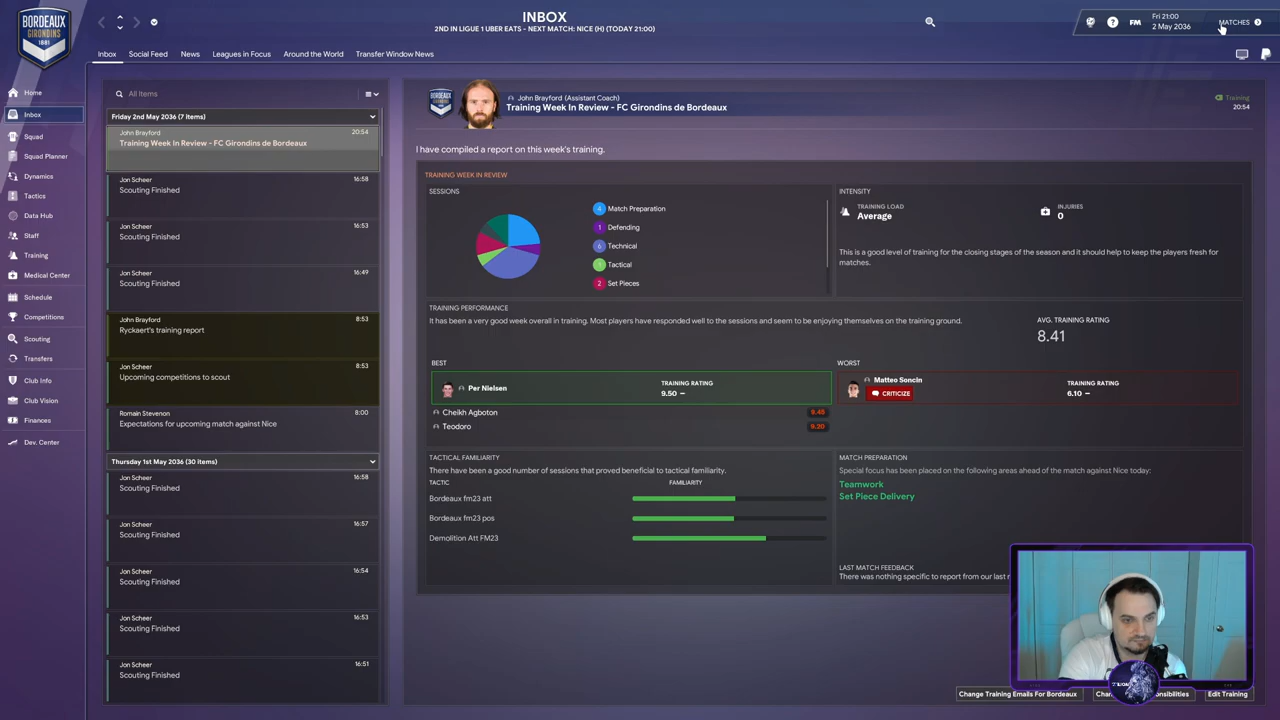 BORDEAUX
GIRONDINS
1881
INBOX
2ND IN LIGUE 1 UBER EATS - NEXT MATCH: NICE (H) (TODAY 21:00)
FM
Fri 21:00
2 May 2036
MATCHES
Inbox
Social Feed
News
Leagues in Focus
Around the World
Transfer Window News
Home
Inbox
Squad
Squad Planner
Dynamics
Tactics
Data Hub
Staff
Training
Medical Center
Schedule
Competitions
Scouting
Transfers
Club Info
Club Vision
Finances
Dev. Center
All Items
Friday 2nd May 2036 (7 Items)
John Brayford 20:54
Training Week In Review - FC Girondins de Bordeaux
Jon Scheer 16:58
Scouting Finished
Jon Scheer 16:53
Scouting Finished
Jon Scheer 16:49
Scouting Finished
John Brayford 8:53
Ryckaert's training report
Jon Scheer 8:53
Upcoming competitions to scout
Romain Stevenon 8:00
Expectations for upcoming match against Nice
Thursday 1st May 2036 (30 items)
Jon Scheer 16:58
Scouting Finished
Jon Scheer 16:57
Scouting Finished
Jon Scheer 16:54
Scouting Finished
Jon Scheer 16:53
Scouting Finished
Jon Scheer 16:51
Scouting Finished
John Brayford (Assistant Coach)
Training Week In Review - FC Girondins de Bordeaux
Training
20:54
I have compiled a report on this week's training.
TRAINING WEEK IN REVIEW
SESSIONS
4 Match Preparation
1 Defending
6 Technical
1 Tactical
2 Set Pieces
INTENSITY
TRAINING LOAD
Average
INJURIES
0
This is a good level of training for the closing stages of the season and it should help to keep the players fresh for
matches.
TRAINING PERFORMANCE
It has been a very good week overall in training. Most players have responded well to the sessions and seem to be enjoying themselves on the training ground.
AVG. TRAINING RATING
8.41
BEST
Per Nielsen
TRAINING RATING
9.50 –
Cheikh Agboton 9.48
Teodoro 9.20
WORST
Matteo Soncin
CRITICIZE
TRAINING RATING
6.10 –
TACTICAL FAMILIARITY
There have been a good number of sessions that proved beneficial to tactical familiarity.
TACTIC FAMILIARITY
Bordeaux fm23 att
Bordeaux fm23 pos
Demolition Att FM23
MATCH PREPARATION
Special focus has been placed on the following areas ahead of the match against Nice today:
Teamwork
Set Piece Delivery
LAST MATCH FEEDBACK
There was nothing specific to report from our last
Change Training Emails For Bordeaux
Edit Training